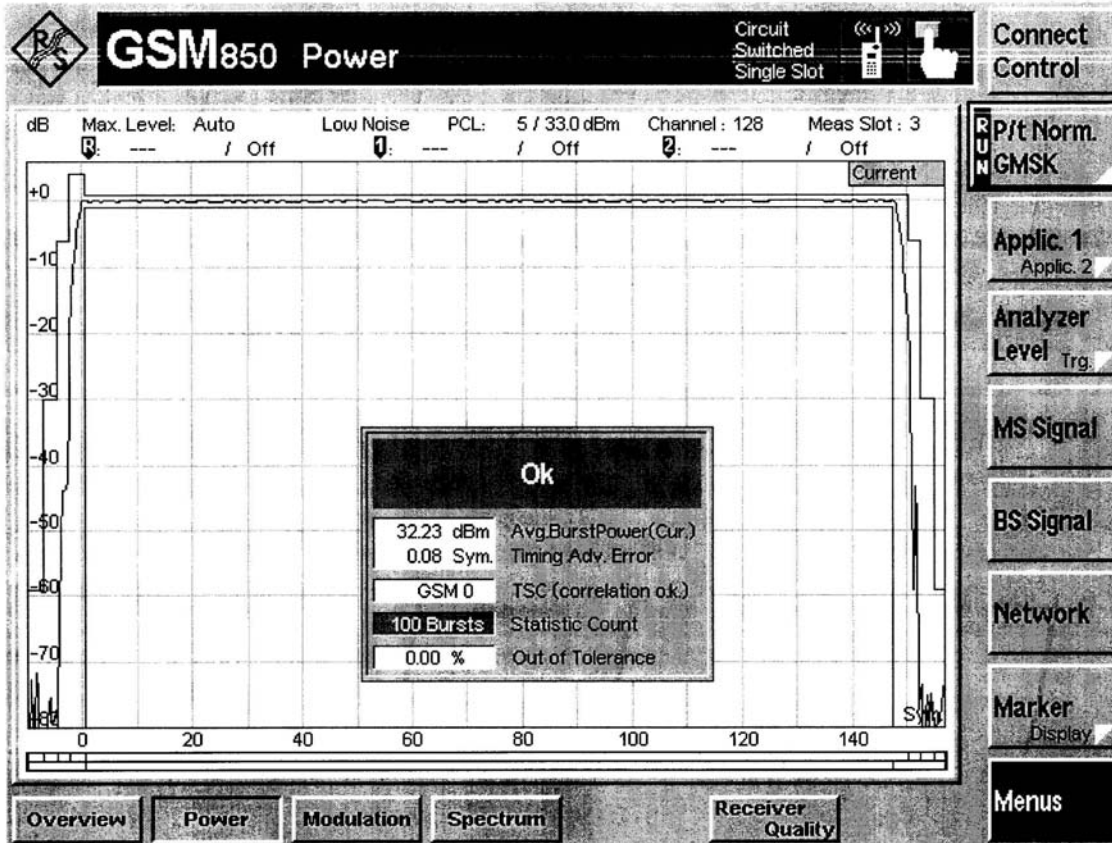 R S
GSM850 Power
Circuit Switched Single Slot
Connect Control
dB Max. Level: Auto Low Noise PCL: 5 / 33.0 dBm Channel : 128 Meas Slot : 3
R: --- / Off 1: --- / Off 2: --- / Off
RUN
P/t Norm. GMSK
Current
+0
-10
-20
-30
-40
-50
-60
-70
-80
Applic. 1
Applic. 2
Analyzer Level Trg.
MS Signal
BS Signal
Network
Marker
Display
Menus
Ok
32.23 dBm Avg.BurstPower(Cur.)
0.08 Sym. Timing Adv. Error
GSM 0 TSC (correlation o.k.)
100 Bursts Statistic Count
0.00 % Out of Tolerance
0 20 40 60 80 100 120 140
Overview Power Modulation Spectrum Receiver Quality